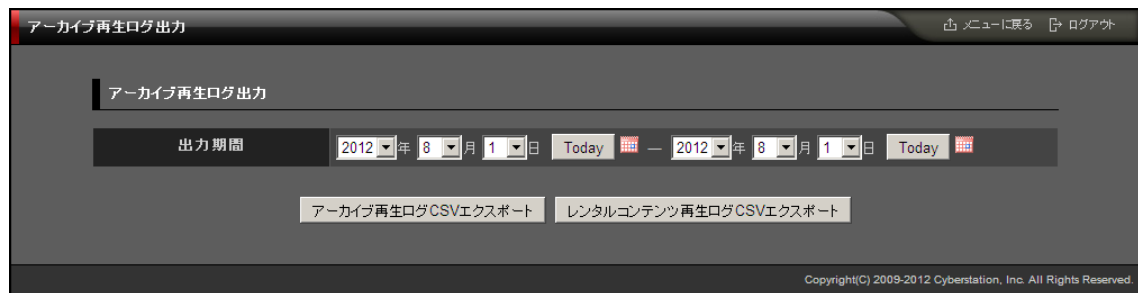 アーカイブ再生ログ出力 メニューに戻る ログアウト
アーカイブ再生ログ出力
出力期間 2012 年 8 月 1 日 Today — 2012 年 8 月 1 日 Today
アーカイブ再生ログCSVエクスポート レンタルコンテンツ再生ログCSVエクスポート
Copyright(C) 2009-2012 Cyberstation, Inc. All Rights Reserved.